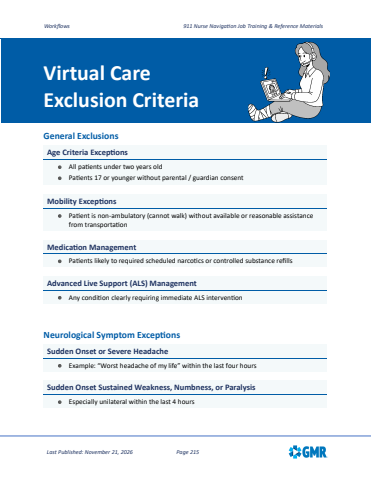 Workflows 911 Nurse Navigation Job Training & Reference Materials
Virtual Care
Exclusion Criteria
General Exclusions
Age Criteria Exceptions
All patients under two years old
Patients 17 or younger without parental / guardian consent
Mobility Exceptions
Patient is non-ambulatory (cannot walk) without available or reasonable assistance
from transportation
Medication Management
Patients likely to required scheduled narcotics or controlled substance refills
Advanced Live Support (ALS) Management
Any condition clearly requiring immediate ALS intervention
Neurological Symptom Exceptions
Sudden Onset or Severe Headache
Example: "Worst headache of my life" within the last four hours
Sudden Onset Sustained Weakness, Numbness, or Paralysis
Especially unilateral within the last 4 hours
Last Published: November 21, 2026 Page 215
GMR